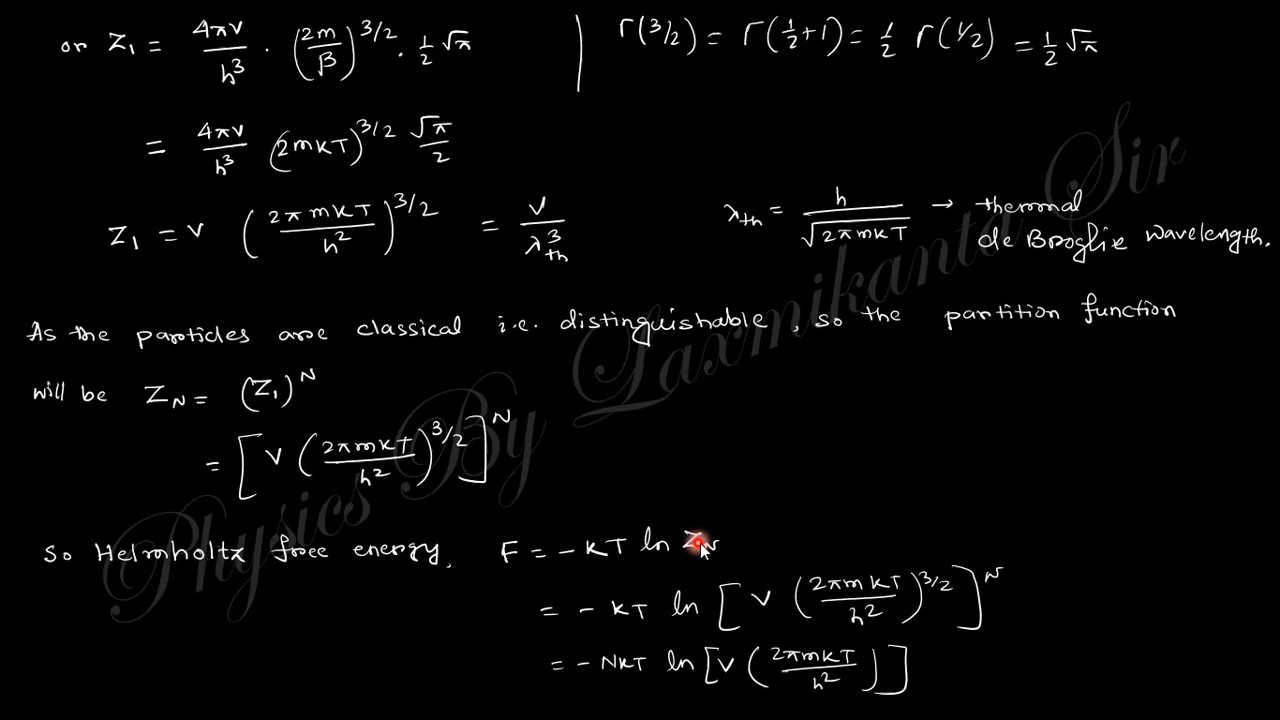 or Z₁ = 4πV/h³ · (2m/β)^3/2 · 1/2 √π | Γ(3/2) = Γ(1/2+1) = 1/2 Γ(1/2) = 1/2 √π
= 4πV/h³ (2mKT)^3/2 √π/2
Z₁ = V (2πmKT/h²)^3/2 = V/λ³th
λth = h/√2πmKT → thermal
de Broglie wavelength.
As the particles are classical i.e. distinguishable, so the partition function
will be Z_N = (Z₁)^N
= [V (2πmKT/h²)^3/2]^N
So Helmholtz free energy, F = - KT ln Z_N
= - KT ln [V (2πmKT/h²)^3/2]^N
= - NKT ln [V (2πmKT/h²)]
Physics By Laxmikanta Sir